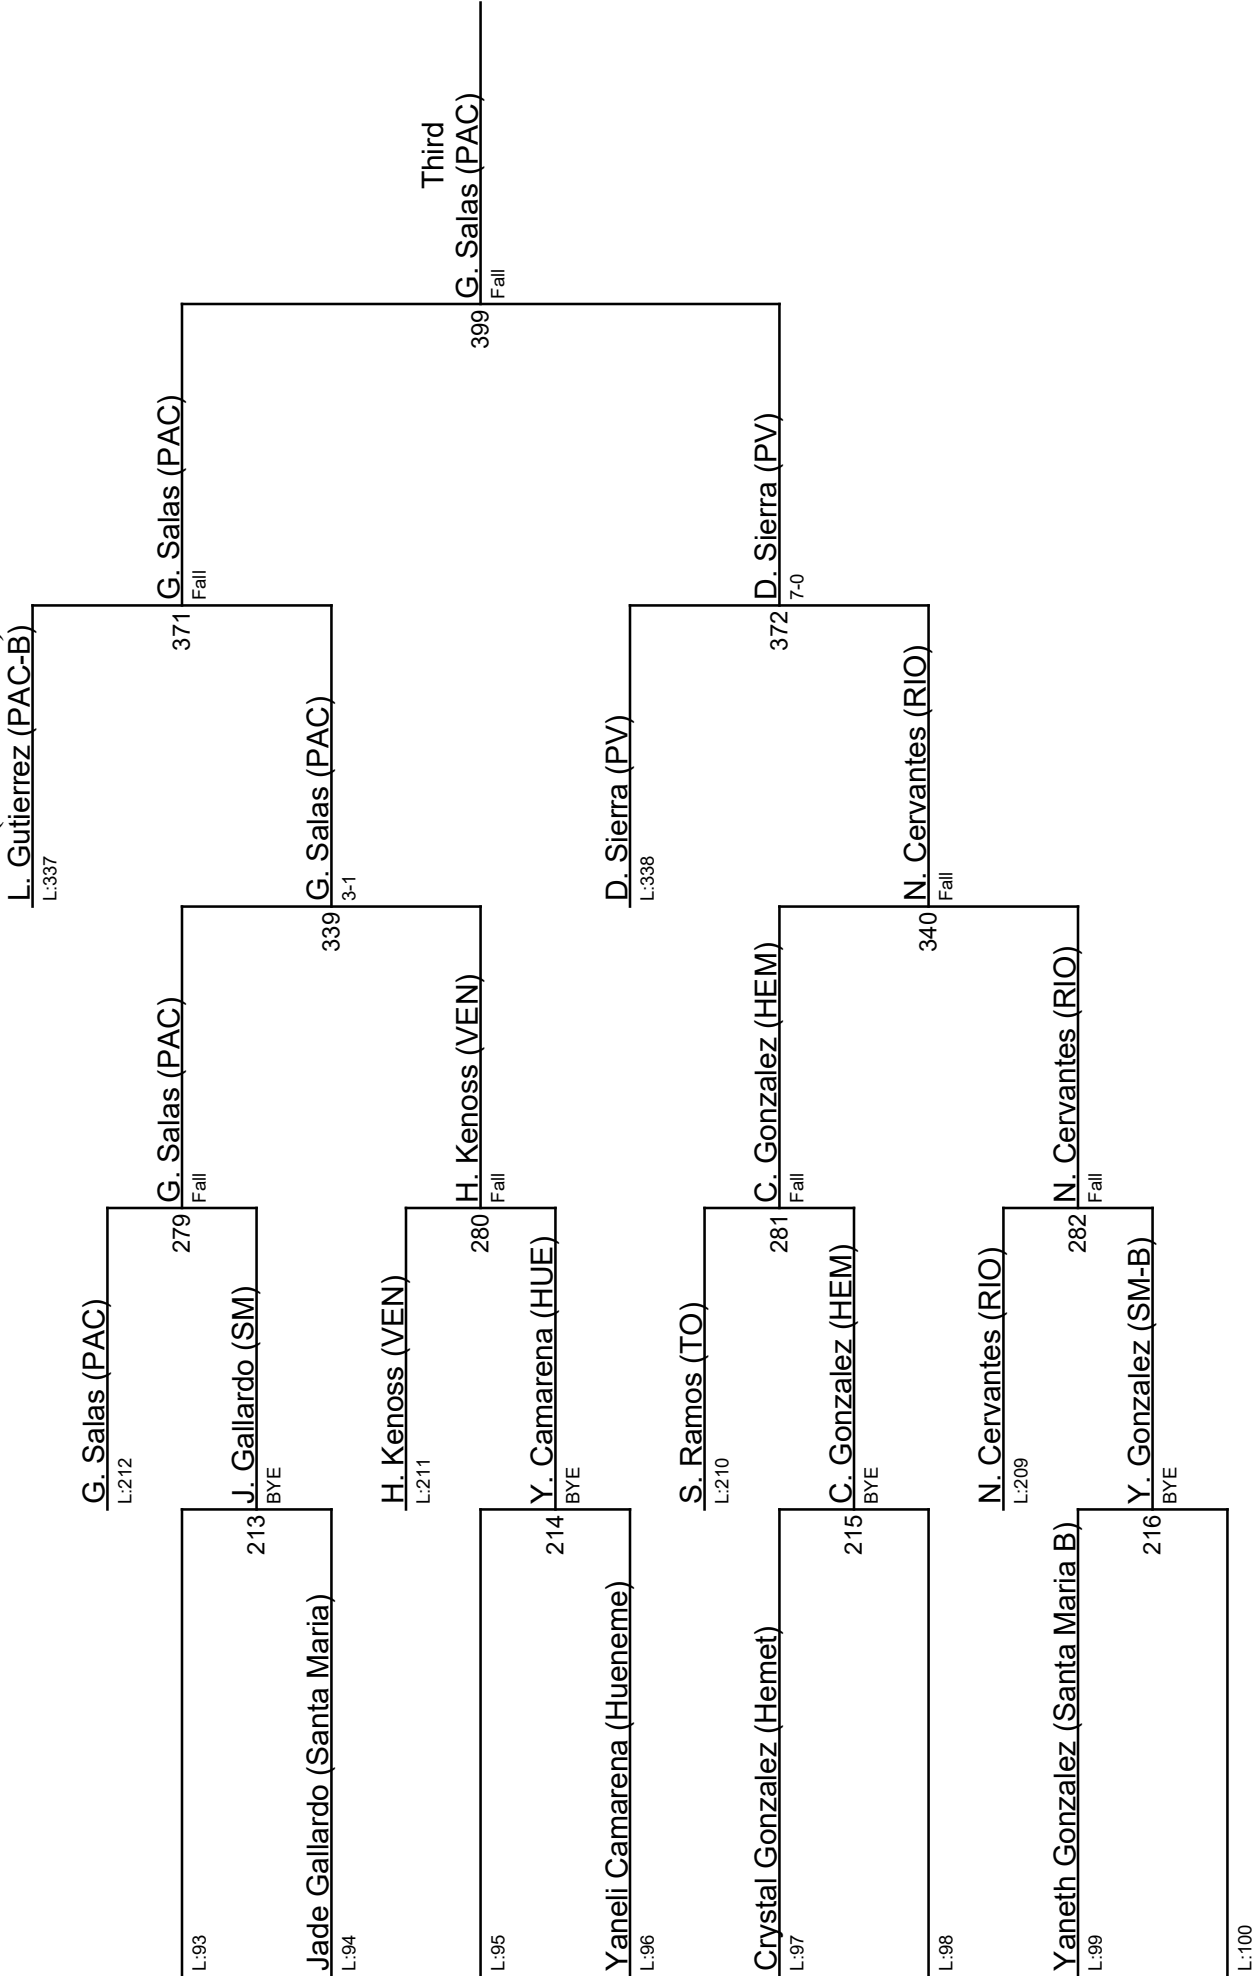 L:93
Jade Gallardo (Santa Maria)
L:94
L:95
Yaneli Camarena (Hueneme)
L:96
Crystal Gonzalez (Hemet)
L:97
L:98
Yaneth Gonzalez (Santa Maria B)
L:99
L:100
G. Salas (PAC)
L:212
213
J. Gallardo (SM)
BYE
H. Kenoss (VEN)
L:211
214
Y. Camarena (HUE)
BYE
S. Ramos (TO)
L:210
215
C. Gonzalez (HEM)
BYE
N. Cervantes (RIO)
L:209
216
Y. Gonzalez (SM-B)
BYE
279
G. Salas (PAC)
Fall
280
H. Kenoss (VEN)
Fall
281
C. Gonzalez (HEM)
Fall
282
N. Cervantes (RIO)
Fall
L. Gutierrez (PAC-B)
L:337
339
G. Salas (PAC)
3-1
D. Sierra (PV)
L:338
340
N. Cervantes (RIO)
Fall
371
G. Salas (PAC)
Fall
372
D. Sierra (PV)
7-0
Third
399
G. Salas (PAC)
Fall